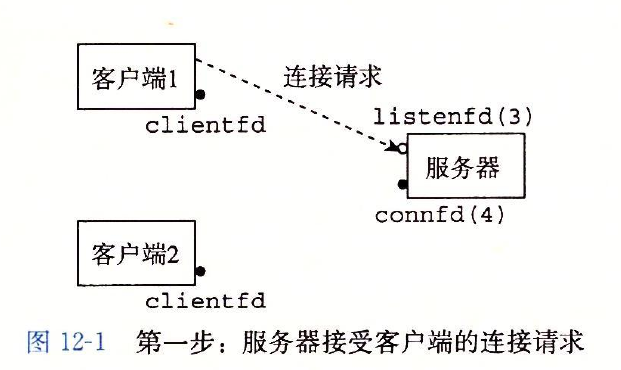 客户端1
连接请求
clientfd
listenfd(3)
服务器
connfd(4)
客户端2
clientfd
图 12-1 第一步：服务器接受客户端的连接请求